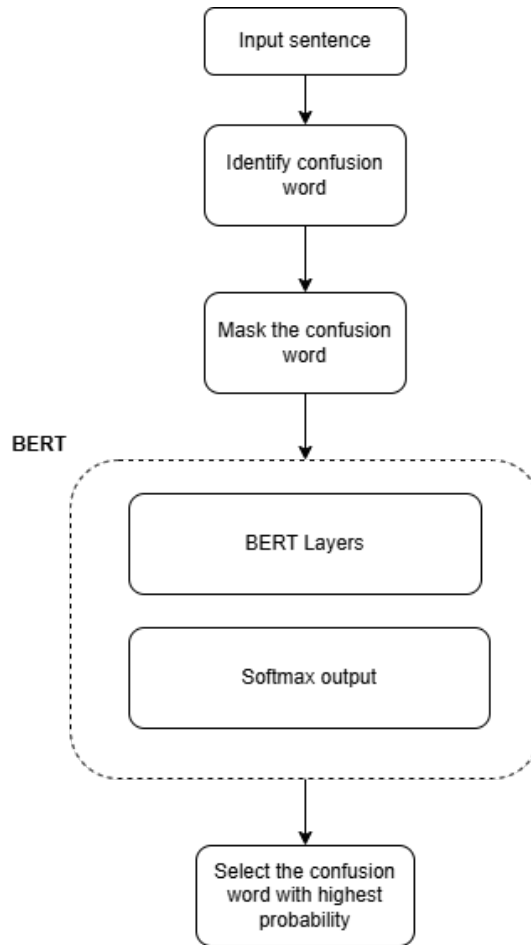 Input sentence
Identify confusion
word
Mask the confusion
word
BERT
BERT Layers
Softmax output
Select the confusion
word with highest
probability